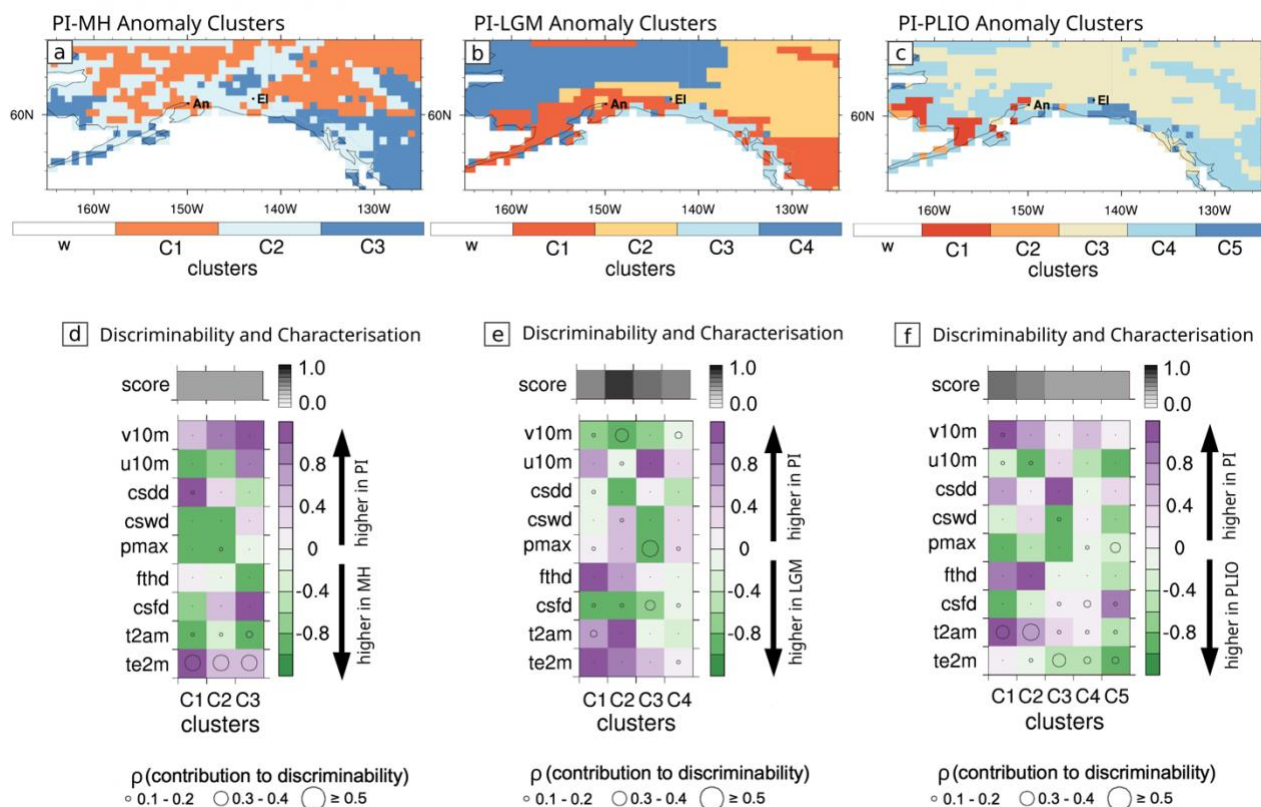 PI-MH Anomaly Clusters
PI-LGM Anomaly Clusters
PI-PLIO Anomaly Clusters
a
An
El
60N
160W 150W 140W 130W
w C1 C2 C3
clusters
b
An
El
60N
160W 150W 140W 130W
w C1 C2 C3 C4
clusters
c
An
El
60N
160W 150W 140W 130W
w C1 C2 C3 C4 C5
clusters
d Discriminability and Characterisation
score
1.0
0.0
v10m
u10m
csdd
cswd
pmax
fthd
csfd
t2am
te2m
0.8
0.4
0
-0.4
-0.8
higher in PI
higher in MH
C1 C2 C3
clusters
ρ (contribution to discriminability)
0.1 - 0.2 0.3 - 0.4 ≥ 0.5
e Discriminability and Characterisation
score
1.0
0.0
v10m
u10m
csdd
cswd
pmax
fthd
csfd
t2am
te2m
0.8
0.4
0
-0.4
-0.8
higher in PI
higher in LGM
C1 C2 C3 C4
clusters
ρ (contribution to discriminability)
0.1 - 0.2 0.3 - 0.4 ≥ 0.5
f Discriminability and Characterisation
score
1.0
0.0
v10m
u10m
csdd
cswd
pmax
fthd
csfd
t2am
te2m
0.8
0.4
0
-0.4
-0.8
higher in PI
higher in PLIO
C1 C2 C3 C4 C5
clusters
ρ (contribution to discriminability)
0.1 - 0.2 0.3 - 0.4 ≥ 0.5